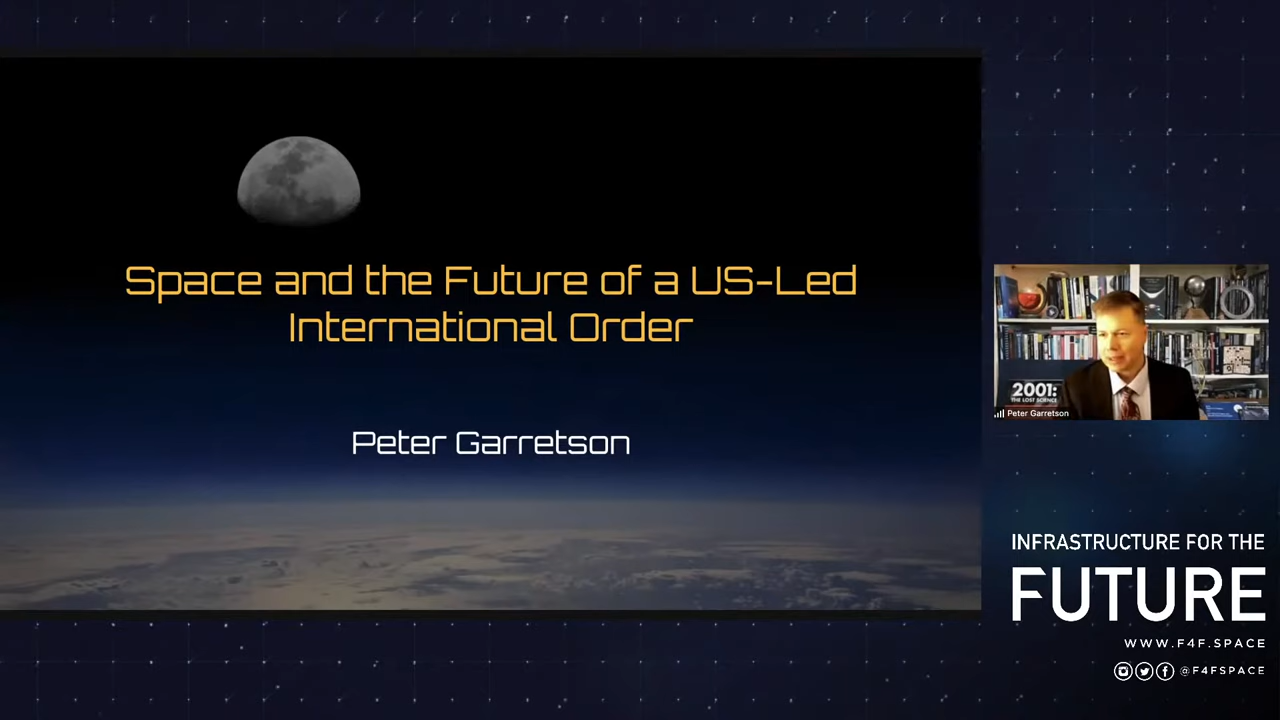 Space and the Future of a US-Led
International Order
Peter Garretson
2001:
THE LOST SCIENCE
Peter Garretson
INFRASTRUCTURE FOR THE
FUTURE
WWW.F4F.SPACE
@F4FSPACE